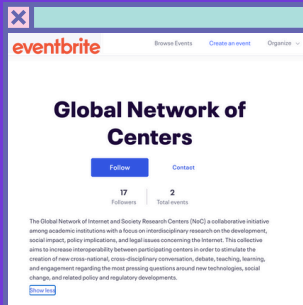 eventbrite
Browse Events Create an event Organize
Global Network of
Centers
Follow Contact
17 2
Followers Total events
The Global Network of Internet and Society Research Centers (NoC) is a collaborative initiative
among academic institutions with a focus on interdisciplinary research on the development,
social impact, policy implications, and legal issues concerning the Internet. This collective
aims to increase interoperability between participating centers in order to stimulate the
creation of new cross-national, cross-disciplinary conversation, debate, teaching, learning,
and engagement regarding the most pressing questions around new technologies, social
change, and related policy and regulatory developments.
Show less